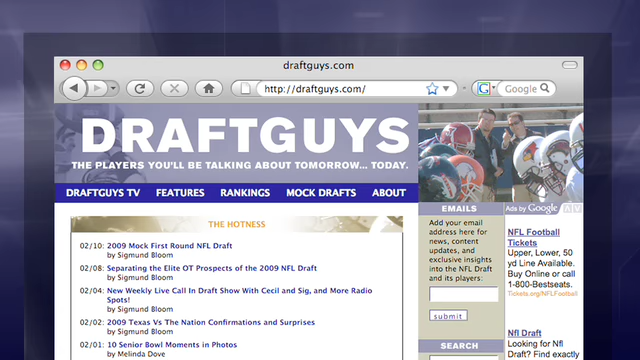 draftguys.com
http://draftguys.com/
G
Google
DRAFTGUYS
THE PLAYERS YOU'LL BE TALKING ABOUT TOMORROW... TODAY.
DRAFTGUYS TV FEATURES RANKINGS MOCK DRAFTS ABOUT
THE HOTNESS
02/10: 2009 Mock First Round NFL Draft
by Sigmund Bloom
02/08: Separating the Elite OT Prospects of the 2009 NFL Draft
by Sigmund Bloom
02/04: New Weekly Live Call In Draft Show With Cecil and Sig, and More Radio
Spots!
by Sigmund Bloom
02/02: 2009 Texas Vs The Nation Confirmations and Surprises
by Sigmund Bloom
02/01: 10 Senior Bowl Moments in Photos
by Melinda Dove
EMAILS
Add your email
address here for
news, content
updates, and
exclusive insights
into the NFL Draft
and its players:
submit
SEARCH
Ads by Google
NFL Football
Tickets
Upper, Lower, 50
yd Line Available.
Buy Online or call
1-800-Bestseats.
Tickets.org/NFLFootball
Nfl Draft
Looking for Nfl
Draft? Find exactly